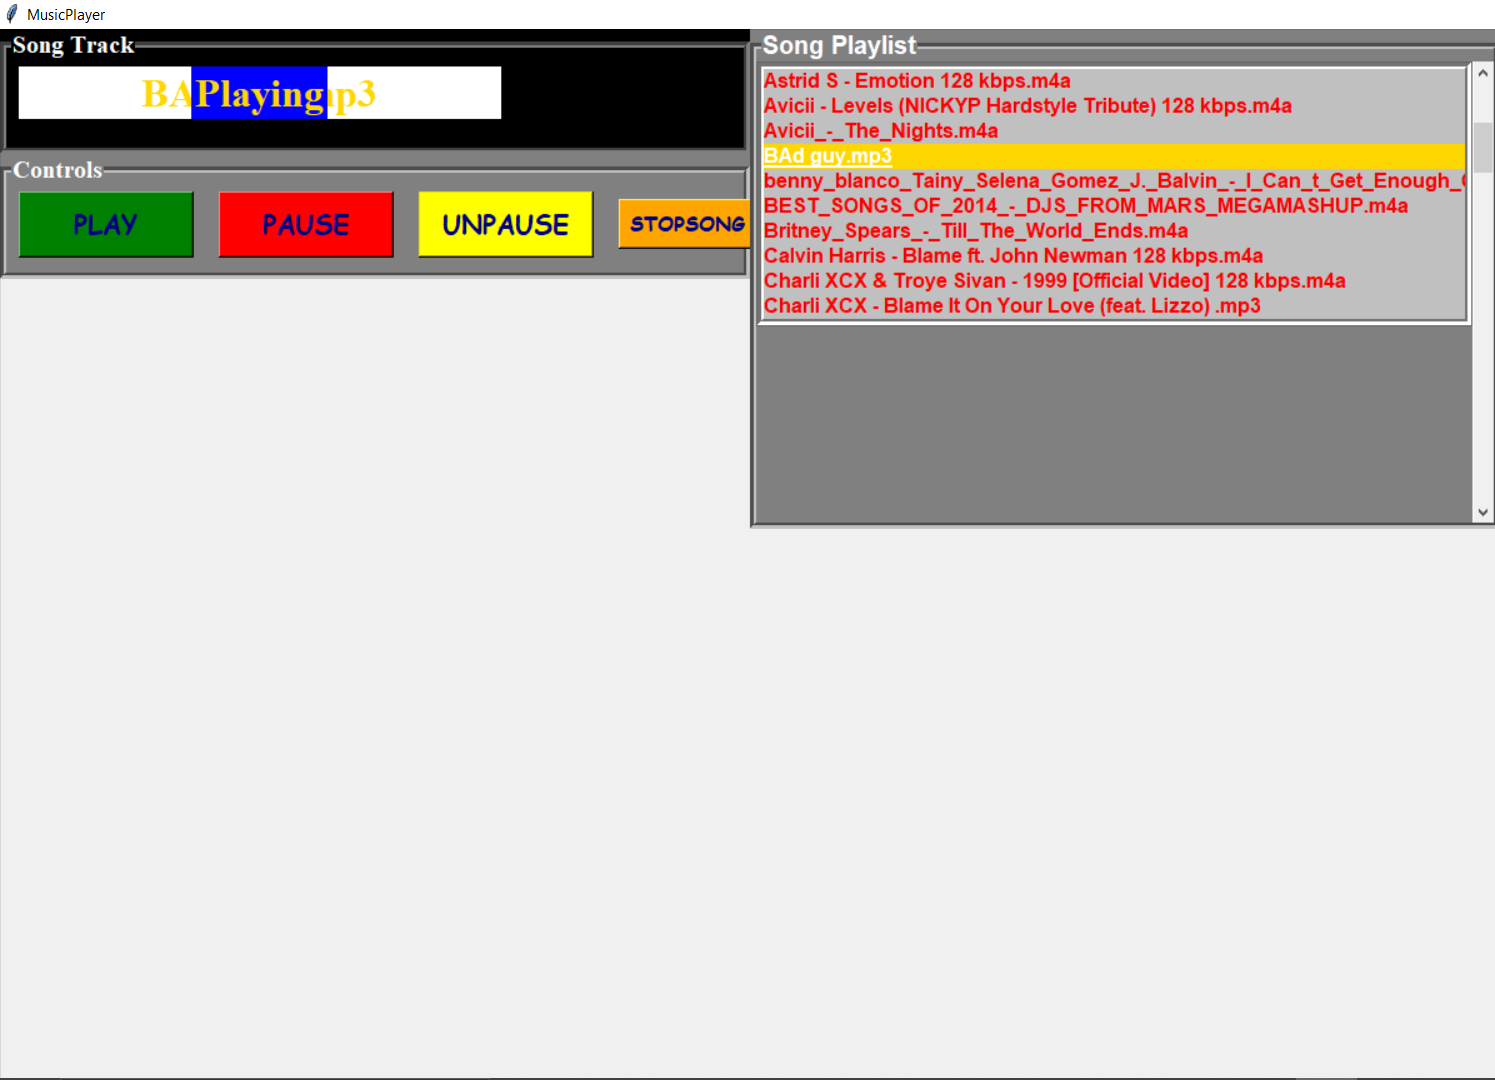 MusicPlayer
Song Track
BAPlayingp3
Controls
PLAY
PAUSE
UNPAUSE
STOPSONG
Song Playlist
Astrid S - Emotion 128 kbps.m4a
Avicii - Levels (NICKYP Hardstyle Tribute) 128 kbps.m4a
Avicii_-_The_Nights.m4a
BAd guy.mp3
benny_blanco_Tainy_Selena_Gomez_J._Balvin_-_I_Can_t_Get_Enough_
BEST_SONGS_OF_2014_-_DJS_FROM_MARS_MEGAMASHUP.m4a
Britney_Spears_-_Till_The_World_Ends.m4a
Calvin Harris - Blame ft. John Newman 128 kbps.m4a
Charli XCX & Troye Sivan - 1999 [Official Video] 128 kbps.m4a
Charli XCX - Blame It On Your Love (feat. Lizzo) .mp3